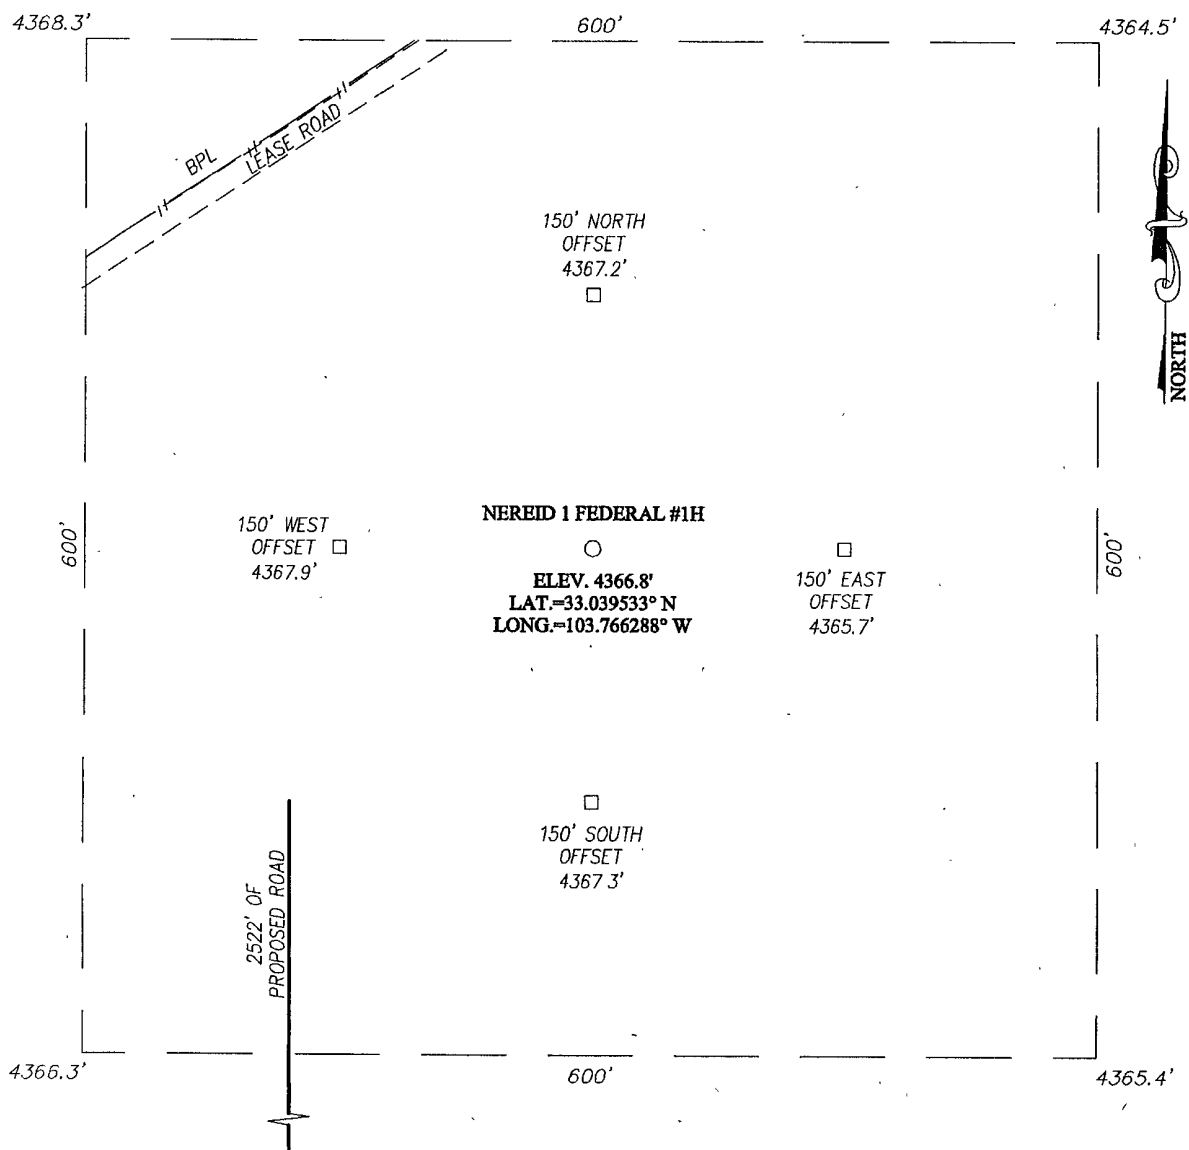 4368.3'
600'
4364.5'
BPL
LEASE ROAD
150' NORTH
OFFSET
4367.2'
NORTH
600'
150' WEST
OFFSET
4367.9'
NEREID 1 FEDERAL #1H
ELEV. 4366.8'
LAT.=33.039533° N
LONG.=103.766288° W
150' EAST
OFFSET
4365.7'
600'
150' SOUTH
OFFSET
4367 3'
2522' OF
PROPOSED ROAD
4366.3'
600'
4365.4'